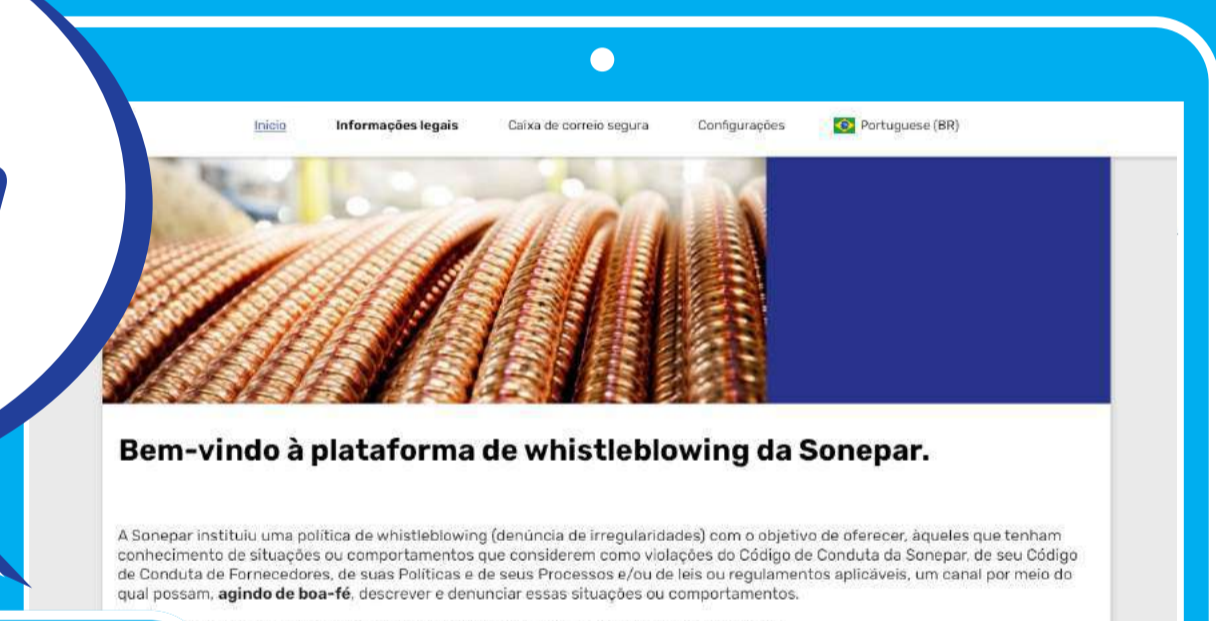 Início Informações legais Caixa de correio segura Configurações Portuguese (BR)
Bem-vindo à plataforma de whistleblowing da Sonepar.
A Sonepar instituiu uma política de whistleblowing (denúncia de irregularidades) com o objetivo de oferecer, àqueles que tenham
conhecimento de situações ou comportamentos que considerem como violações do Código de Conduta da Sonepar, de seu Código
de Conduta de Fornecedores, de suas Políticas e de seus Processos e/ou de leis ou regulamentos aplicáveis, um canal por meio do
qual possam, agindo de boa-fé, descrever e denunciar essas situações ou comportamentos.